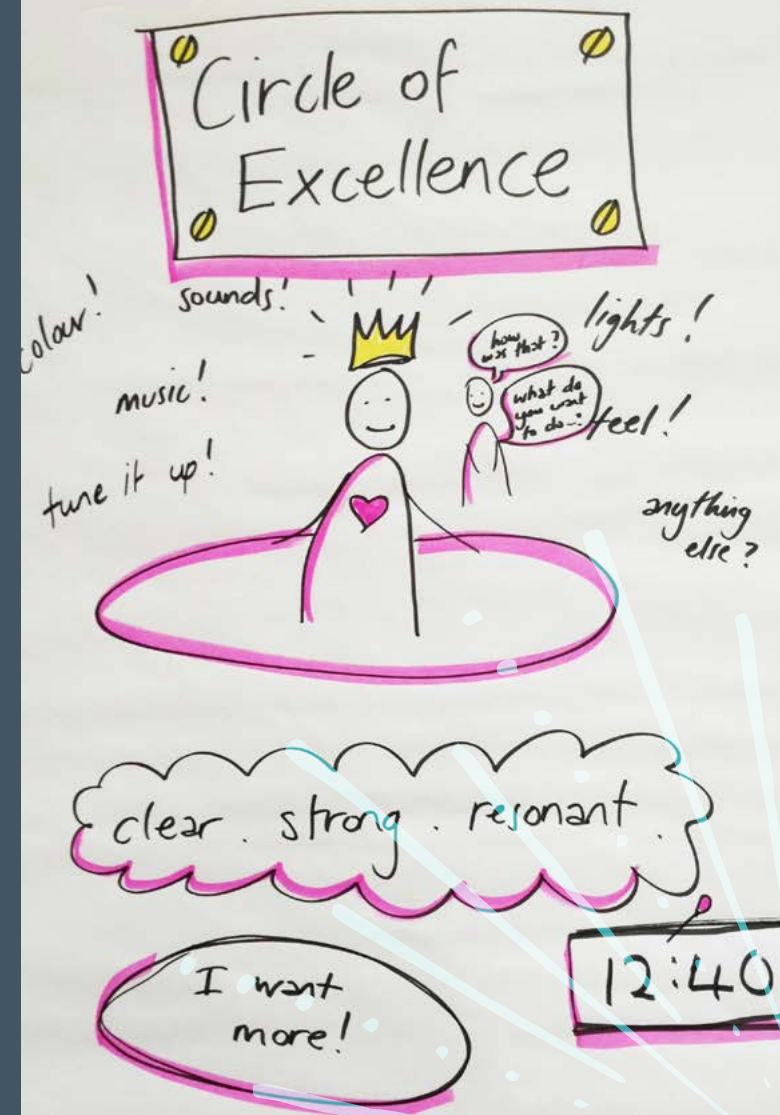 Circle of
Excellence
sounds!
colour!
lights!
how
was that?
music!
what do
you want
to do...?
feel!
tune it up!
anything
else?
clear. strong. resonant.
I want
more!
12:40